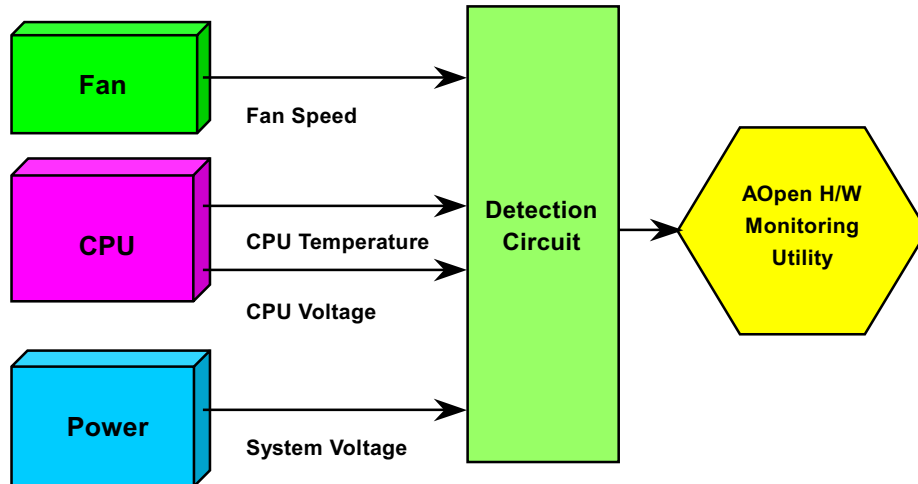 Fan
Fan Speed
CPU
CPU Temperature
CPU Voltage
Power
System Voltage
Detection
Circuit
AOpen H/W
Monitoring
Utility